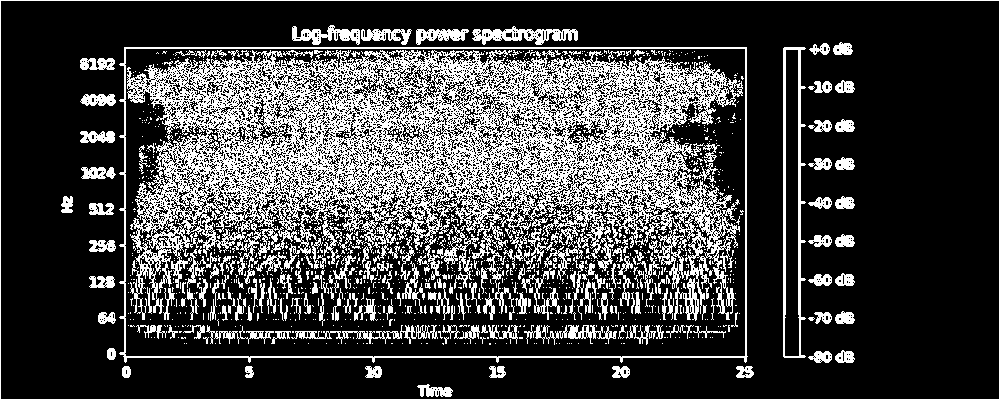 Log-frequency power spectrogram
8192
4096
2048
1024
512
256
128
64
0
Hz
0 5 10 15 20 25
Time
+0 dB
-10 dB
-20 dB
-30 dB
-40 dB
-50 dB
-60 dB
-70 dB
-80 dB